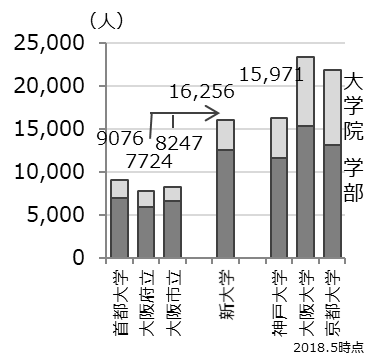 (人)
25,000
20,000
15,000
10,000
5,000
0
9076
7724
8247
16,256
15,971
大学院
学部
首都大学
大阪府立
大阪市立
新大学
神戸大学
大阪大学
京都大学
2018.5時点